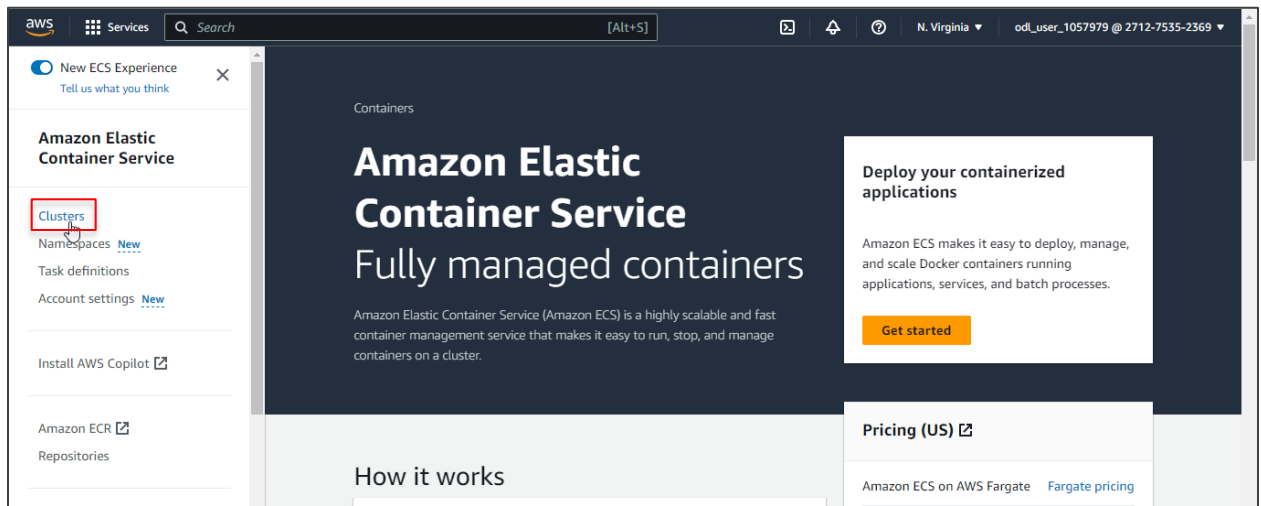 aws
Services
Search
[Alt+S]
N. Virginia
odl_user_1057979 @ 2712-7535-2369
New ECS Experience
Tell us what you think
Amazon Elastic
Container Service
Clusters
Namespaces New
Task definitions
Account settings New
Install AWS Copilot
Amazon ECR
Repositories
Containers
Amazon Elastic
Container Service
Fully managed containers
Amazon Elastic Container Service (Amazon ECS) is a highly scalable and fast
container management service that makes it easy to run, stop, and manage
containers on a cluster.
Deploy your containerized
applications
Amazon ECS makes it easy to deploy, manage,
and scale Docker containers running
applications, services, and batch processes.
Get started
How it works
Pricing (US)
Amazon ECS on AWS Fargate Fargate pricing